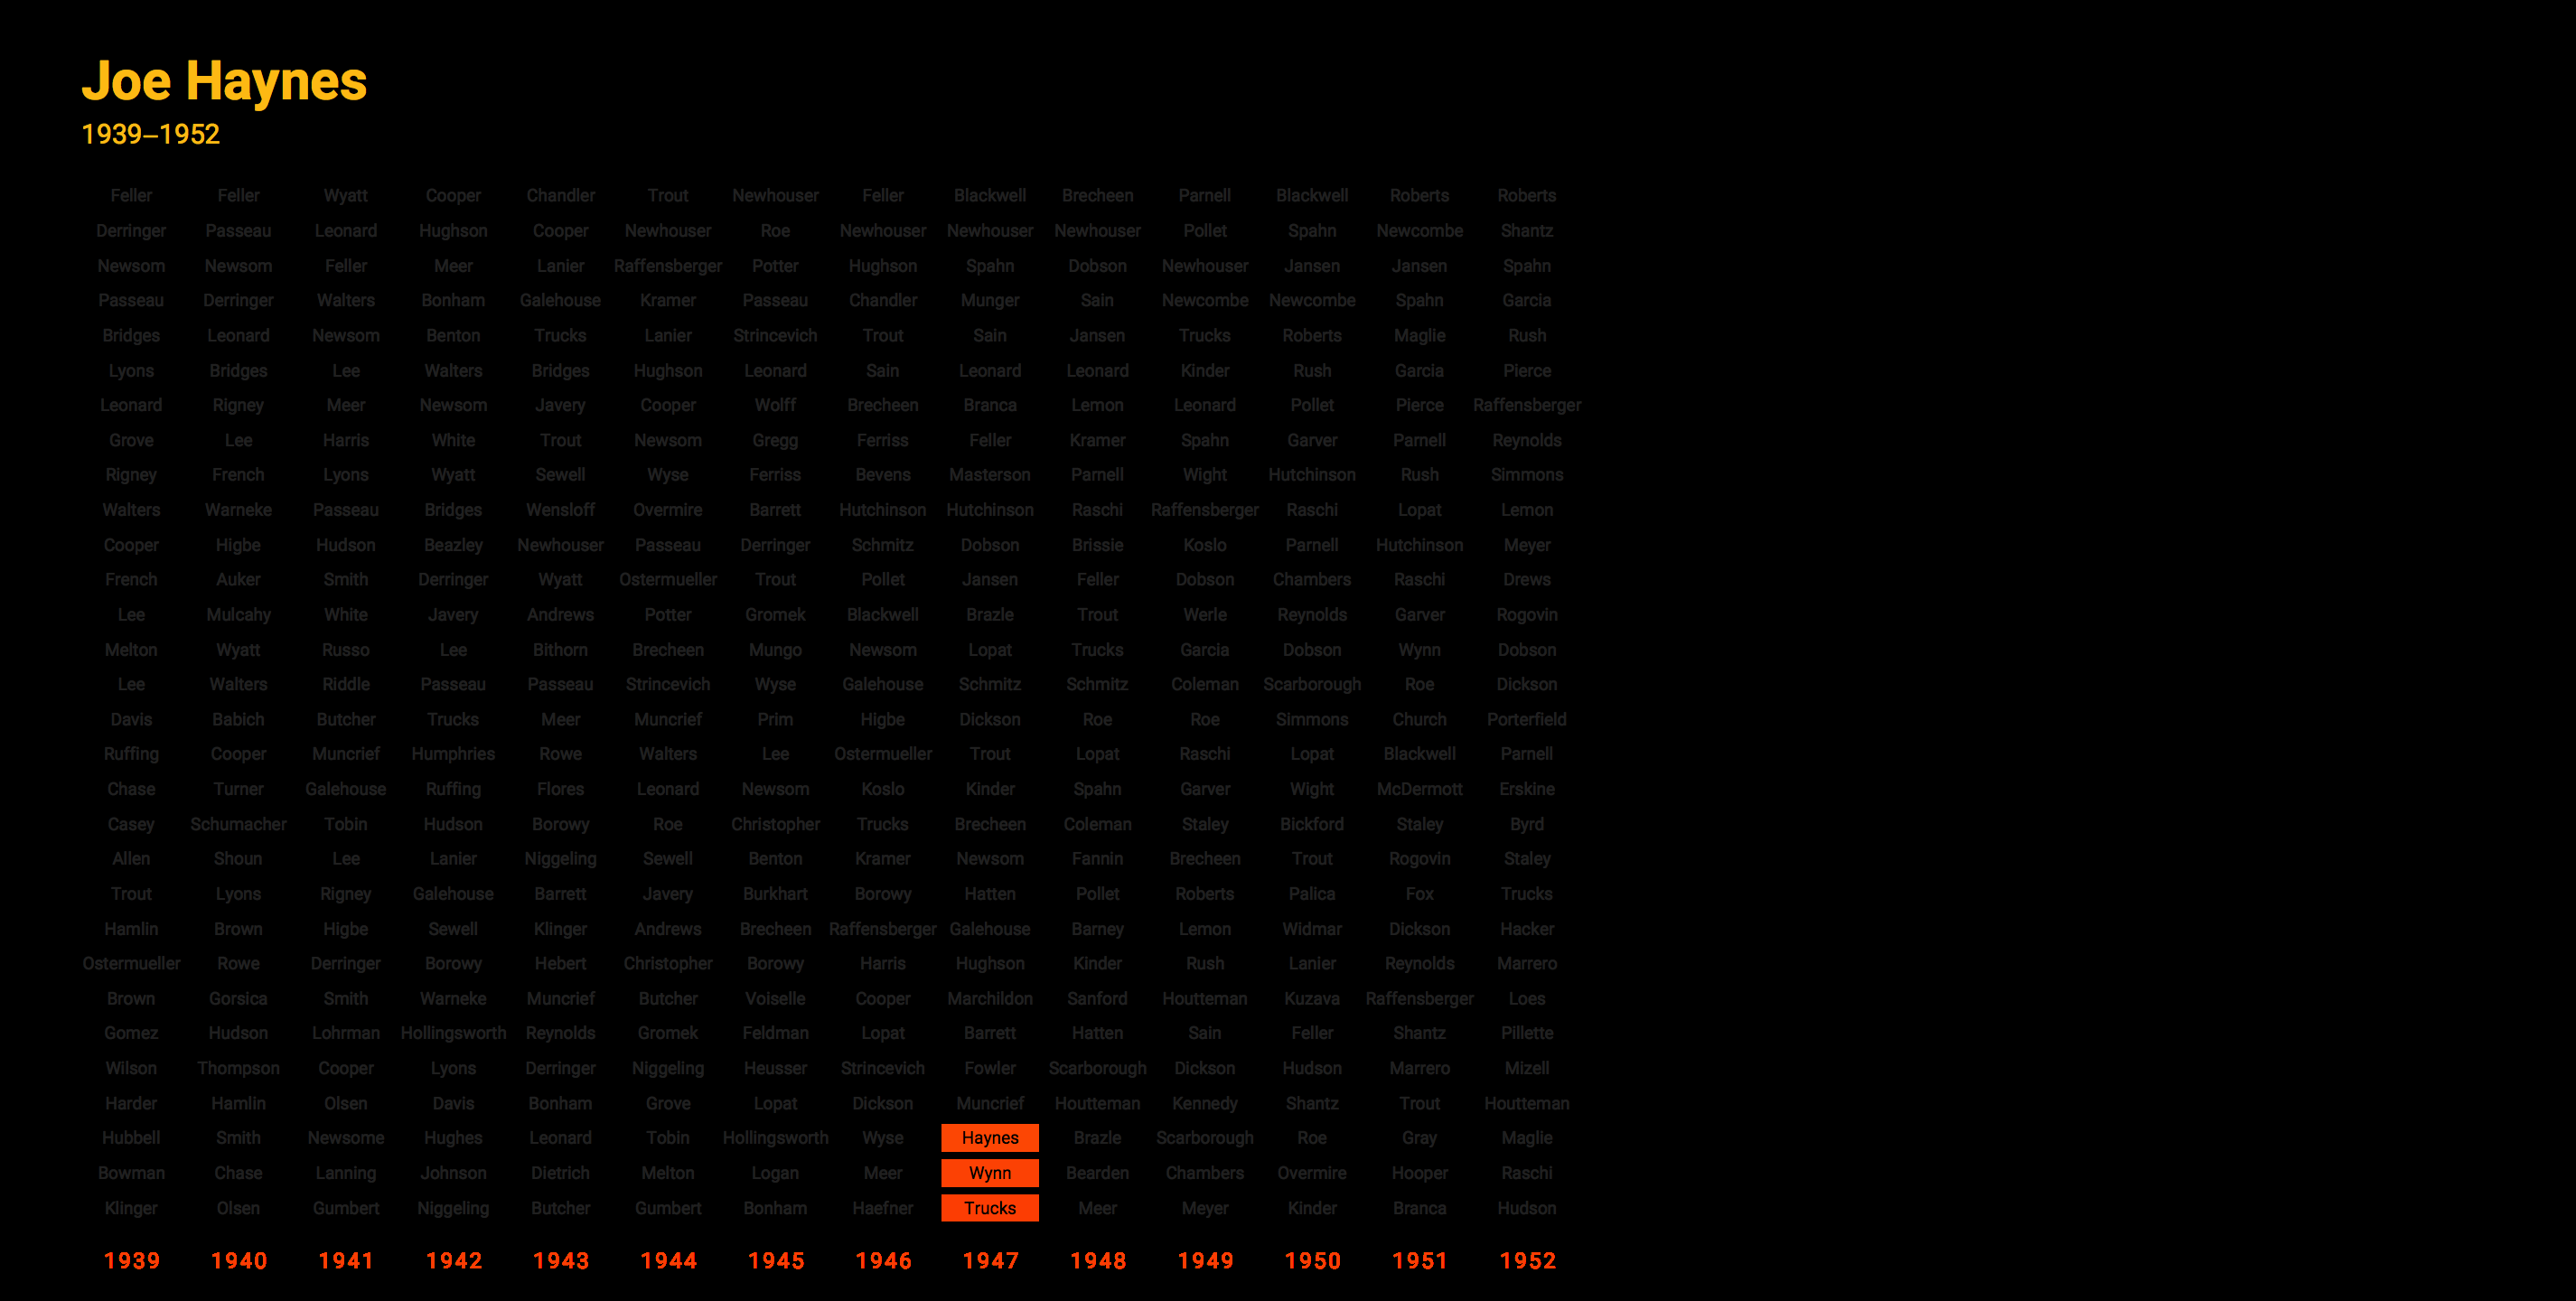 Joe Haynes
1939–1952
Feller Feller Wyatt Cooper Chandler Trout Newhouser Feller Blackwell Brecheen Parnell Blackwell Roberts Roberts
Derringer Passeau Leonard Hughson Cooper Newhouser Roe Newhouser Newhouser Newhouser Pollet Spahn Newcombe Shantz
Newsom Newsom Feller Meer Lanier Raffensberger Potter Hughson Spahn Dobson Newhouser Jansen Jansen Spahn
Passeau Derringer Walters Bonham Galehouse Kramer Passeau Chandler Munger Sain Newcombe Newcombe Spahn Garcia
Bridges Leonard Newsom Benton Trucks Lanier Strincevich Trout Sain Jansen Trucks Roberts Maglie Rush
Lyons Bridges Lee Walters Bridges Hughson Leonard Sain Leonard Leonard Kinder Rush Garcia Pierce
Leonard Rigney Meer Newsom Javery Cooper Wolff Brecheen Branca Lemon Leonard Pollet Pierce Raffensberger
Grove Lee Harris White Trout Newsom Gregg Ferriss Feller Kramer Spahn Garver Parnell Reynolds
Rigney French Lyons Wyatt Sewell Wyse Ferriss Bevens Masterson Parnell Wight Hutchinson Rush Simmons
Walters Warneke Passeau Bridges Wensloff Overmire Barrett Hutchinson Hutchinson Raschi Raffensberger Raschi Lopat Lemon
Cooper Higbe Hudson Beazley Newhouser Passeau Derringer Schmitz Dobson Brissie Koslo Parnell Hutchinson Meyer
French Auker Smith Derringer Wyatt Ostermueller Trout Pollet Jansen Feller Dobson Chambers Raschi Drews
Lee Mulcahy White Javery Andrews Potter Gromek Blackwell Brazle Trout Werle Reynolds Garver Rogovin
Melton Wyatt Russo Lee Bithorn Brecheen Mungo Newsom Lopat Trucks Garcia Dobson Wynn Dobson
Lee Walters Riddle Passeau Passeau Strincevich Wyse Galehouse Schmitz Schmitz Coleman Scarborough Roe Dickson
Davis Babich Butcher Trucks Meer Muncrief Prim Higbe Dickson Roe Roe Simmons Church Porterfield
Ruffing Cooper Muncrief Humphries Rowe Walters Lee Ostermueller Trout Lopat Raschi Lopat Blackwell Parnell
Chase Turner Galehouse Ruffing Flores Leonard Newsom Koslo Kinder Spahn Garver Wight McDermott Erskine
Casey Schumacher Tobin Hudson Borowy Roe Christopher Trucks Brecheen Coleman Staley Bickford Staley Byrd
Allen Shoun Lee Lanier Niggeling Sewell Benton Kramer Newsom Fannin Brecheen Trout Rogovin Staley
Trout Lyons Rigney Galehouse Barrett Javery Burkhart Borowy Hatten Pollet Roberts Palica Fox Trucks
Hamlin Brown Higbe Sewell Klinger Andrews Brecheen Raffensberger Galehouse Barney Lemon Widmar Dickson Hacker
Ostermueller Rowe Derringer Borowy Hebert Christopher Borowy Harris Hughson Kinder Rush Lanier Reynolds Marrero
Brown Gorsica Smith Warneke Muncrief Butcher Voiselle Cooper Marchildon Sanford Houtteman Kuzava Raffensberger Loes
Gomez Hudson Lohrman Hollingsworth Reynolds Gromek Feldman Lopat Barrett Hatten Sain Feller Shantz Pillette
Wilson Thompson Cooper Lyons Derringer Niggeling Heusser Strincevich Fowler Scarborough Dickson Hudson Marrero Mizell
Harder Hamlin Olsen Davis Bonham Grove Lopat Dickson Muncrief Houtteman Kennedy Shantz Trout Houtteman
Hubbell Smith Newsome Hughes Leonard Tobin Hollingsworth Wyse Haynes Brazle Scarborough Roe Gray Maglie
Bowman Chase Lanning Johnson Dietrich Melton Logan Meer Wynn Bearden Chambers Overmire Hooper Raschi
Klinger Olsen Gumbert Niggeling Butcher Gumbert Bonham Haefner Trucks Meer Meyer Kinder Branca Hudson
1939 1940 1941 1942 1943 1944 1945 1946 1947 1948 1949 1950 1951 1952